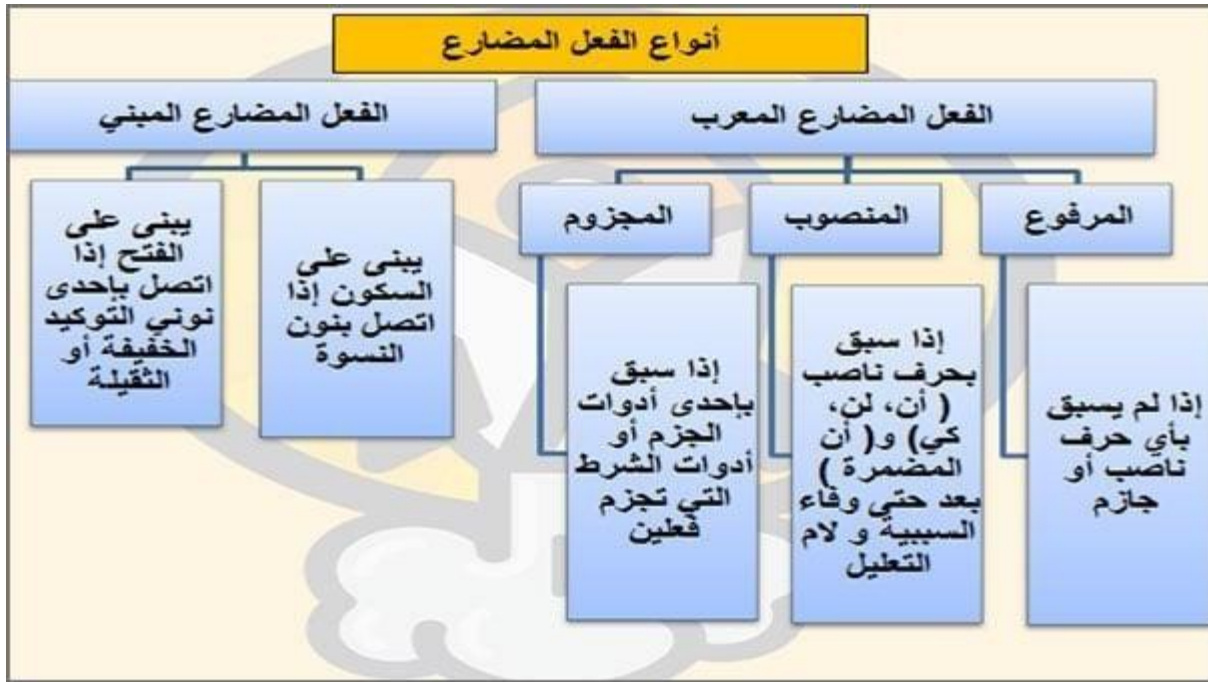 أنواع الفعل المضارع
الفعل المضارع المعرب
المرفوع
إذا لم يسبق
بأي حرف
ناصب أو
جازم
المنصوب
إذا سبق
بحرف ناصب
( أن، لن،
كي) و( أن
المضمرة )
بعد حتى وفاء
السببية و لام
التعليل
المجزوم
إذا سبق
بإحدى أدوات
الجزم أو
أدوات الشرط
التي تجزم
فعلين
الفعل المضارع المبني
يبنى على
السكون إذا
اتصل بنون
النسوة
يبنى على
الفتح إذا
اتصل بإحدى
نوني التوكيد
الخفيفة أو
الثقيلة